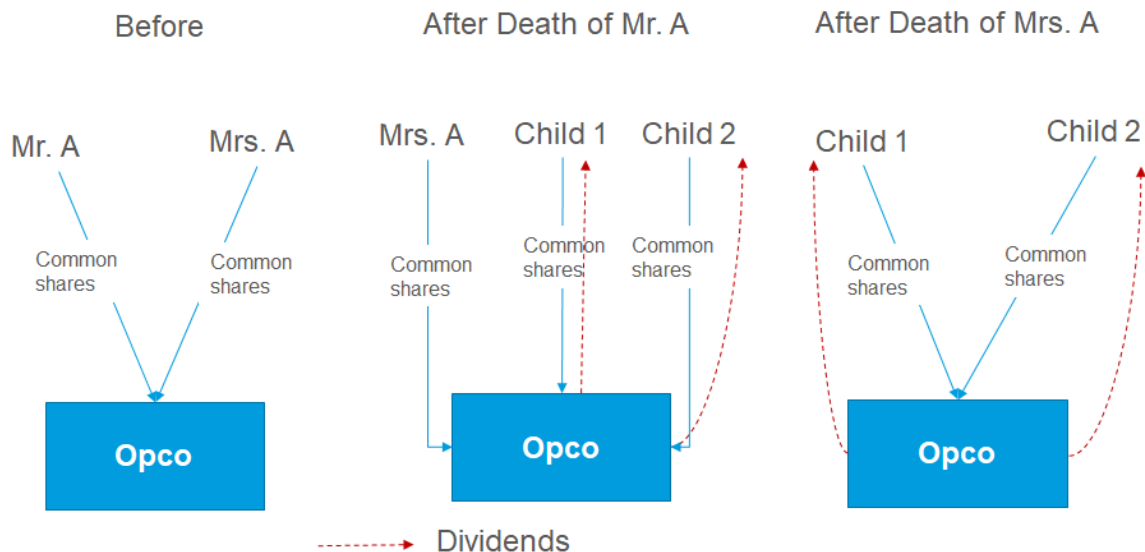 Before
After Death of Mr. A
After Death of Mrs. A
Mr. A
Mrs. A
Common
shares
Common
shares
Opco
Mrs. A
Child 1
Child 2
Common
shares
Common
shares
Common
shares
Opco
Child 1
Child 2
Common
shares
Common
shares
Opco
Dividends